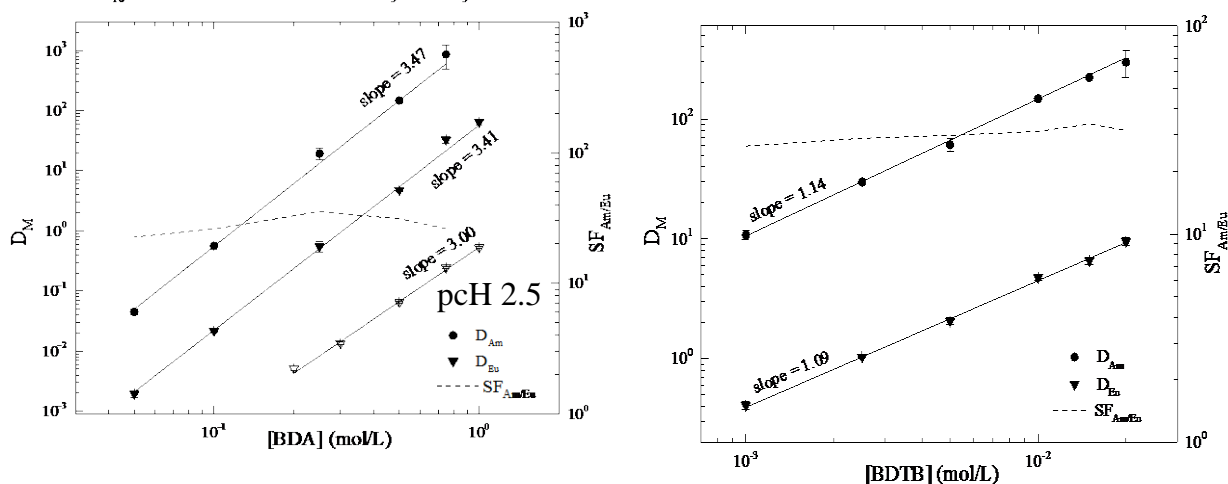 10³
10²
10¹
10⁰
10⁻¹
10⁻²
10⁻³
D_M
10³
10²
10¹
10⁰
SF_Am/Eu
slope = 3.47
slope = 3.41
slope = 3.00
pcH 2.5
D_Am
D_Eu
SF_Am/Eu
10⁻¹
10⁰
[BDA] (mol/L)
10²
10¹
10⁰
D_M
10²
10¹
10⁰
SF_Am/Eu
slope = 1.14
slope = 1.09
D_Am
D_Eu
SF_Am/Eu
10⁻³
10⁻²
[BDTB] (mol/L)